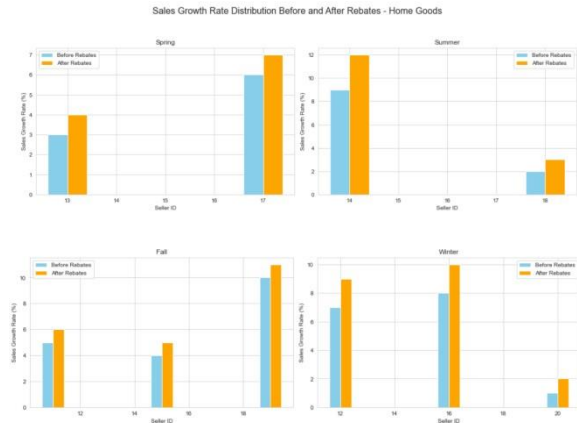 Sales Growth Rate Distribution Before and After Rebates - Home Goods
Spring
Before Rebates
After Rebates
Sales Growth Rate (%)
7
6
5
4
3
2
1
0
13 14 15 16 17
Seller ID
Summer
Before Rebates
After Rebates
Sales Growth Rate (%)
12
10
8
6
4
2
0
14 15 16 17 18
Seller ID
Fall
Before Rebates
After Rebates
Sales Growth Rate (%)
10
8
6
4
2
0
12 14 16 18
Seller ID
Winter
Before Rebates
After Rebates
Sales Growth Rate (%)
10
8
6
4
2
0
12 14 16 18 20
Seller ID